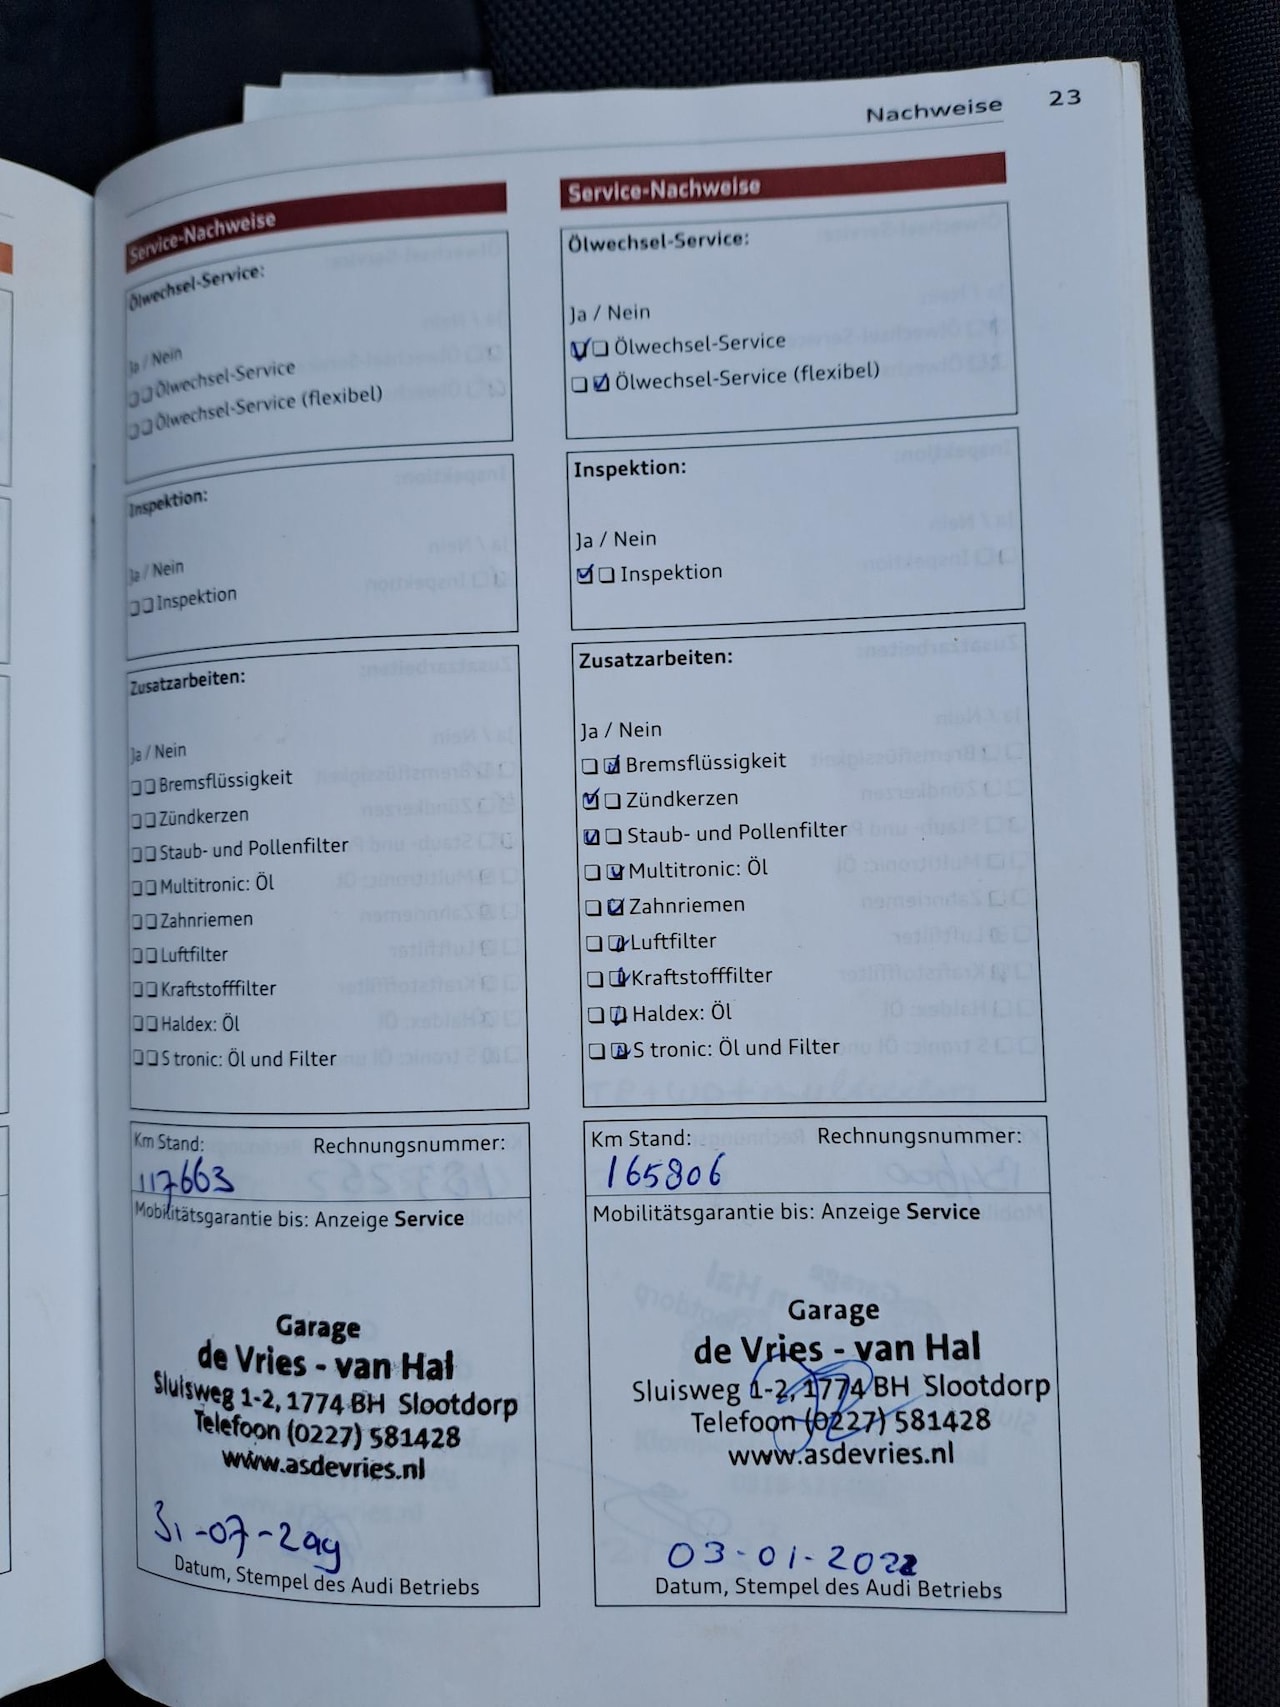 Nachweise 23
Service-Nachweise
Ölwechsel-Service:
Ja / Nein
Ölwechsel-Service
Ölwechsel-Service (flexibel)
Inspektion:
Ja / Nein
Inspektion
Zusatzarbeiten:
Ja / Nein
Bremsflüssigkeit
Zündkerzen
Staub- und Pollenfilter
Multitronic: Öl
Zahnriemen
Luftfilter
Kraftstofffilter
Haldex: Öl
S tronic: Öl und Filter
Km Stand: Rechnungsnummer:
117663
Mobilitätsgarantie bis: Anzeige Service
Garage
de Vries - van Hal
Sluisweg 1-2, 1774 BH Slootdorp
Telefoon (0227) 581428
www.asdevries.nl
31-07-2019
Datum, Stempel des Audi Betriebs
Service-Nachweise
Ölwechsel-Service:
Ja / Nein
Ölwechsel-Service
Ölwechsel-Service (flexibel)
Inspektion:
Ja / Nein
Inspektion
Zusatzarbeiten:
Ja / Nein
Bremsflüssigkeit
Zündkerzen
Staub- und Pollenfilter
Multitronic: Öl
Zahnriemen
Luftfilter
Kraftstofffilter
Haldex: Öl
S tronic: Öl und Filter
Km Stand: Rechnungsnummer:
165806
Mobilitätsgarantie bis: Anzeige Service
Garage
de Vries - van Hal
Sluisweg 1-2, 1774 BH Slootdorp
Telefoon (0227) 581428
www.asdevries.nl
03-01-2022
Datum, Stempel des Audi Betriebs